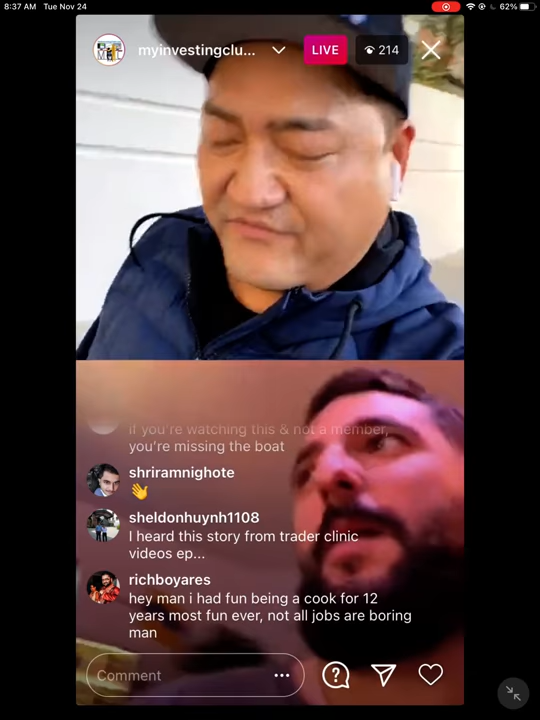 8:37 AM Tue Nov 24
62%
myinvestingclu...
LIVE
214
if you're watching this & not a member,
you're missing the boat
shriramnighote
👋
sheldonhuynh1108
I heard this story from trader clinic
videos ep...
richboyares
hey man i had fun being a cook for 12
years most fun ever, not all jobs are boring
man
Comment